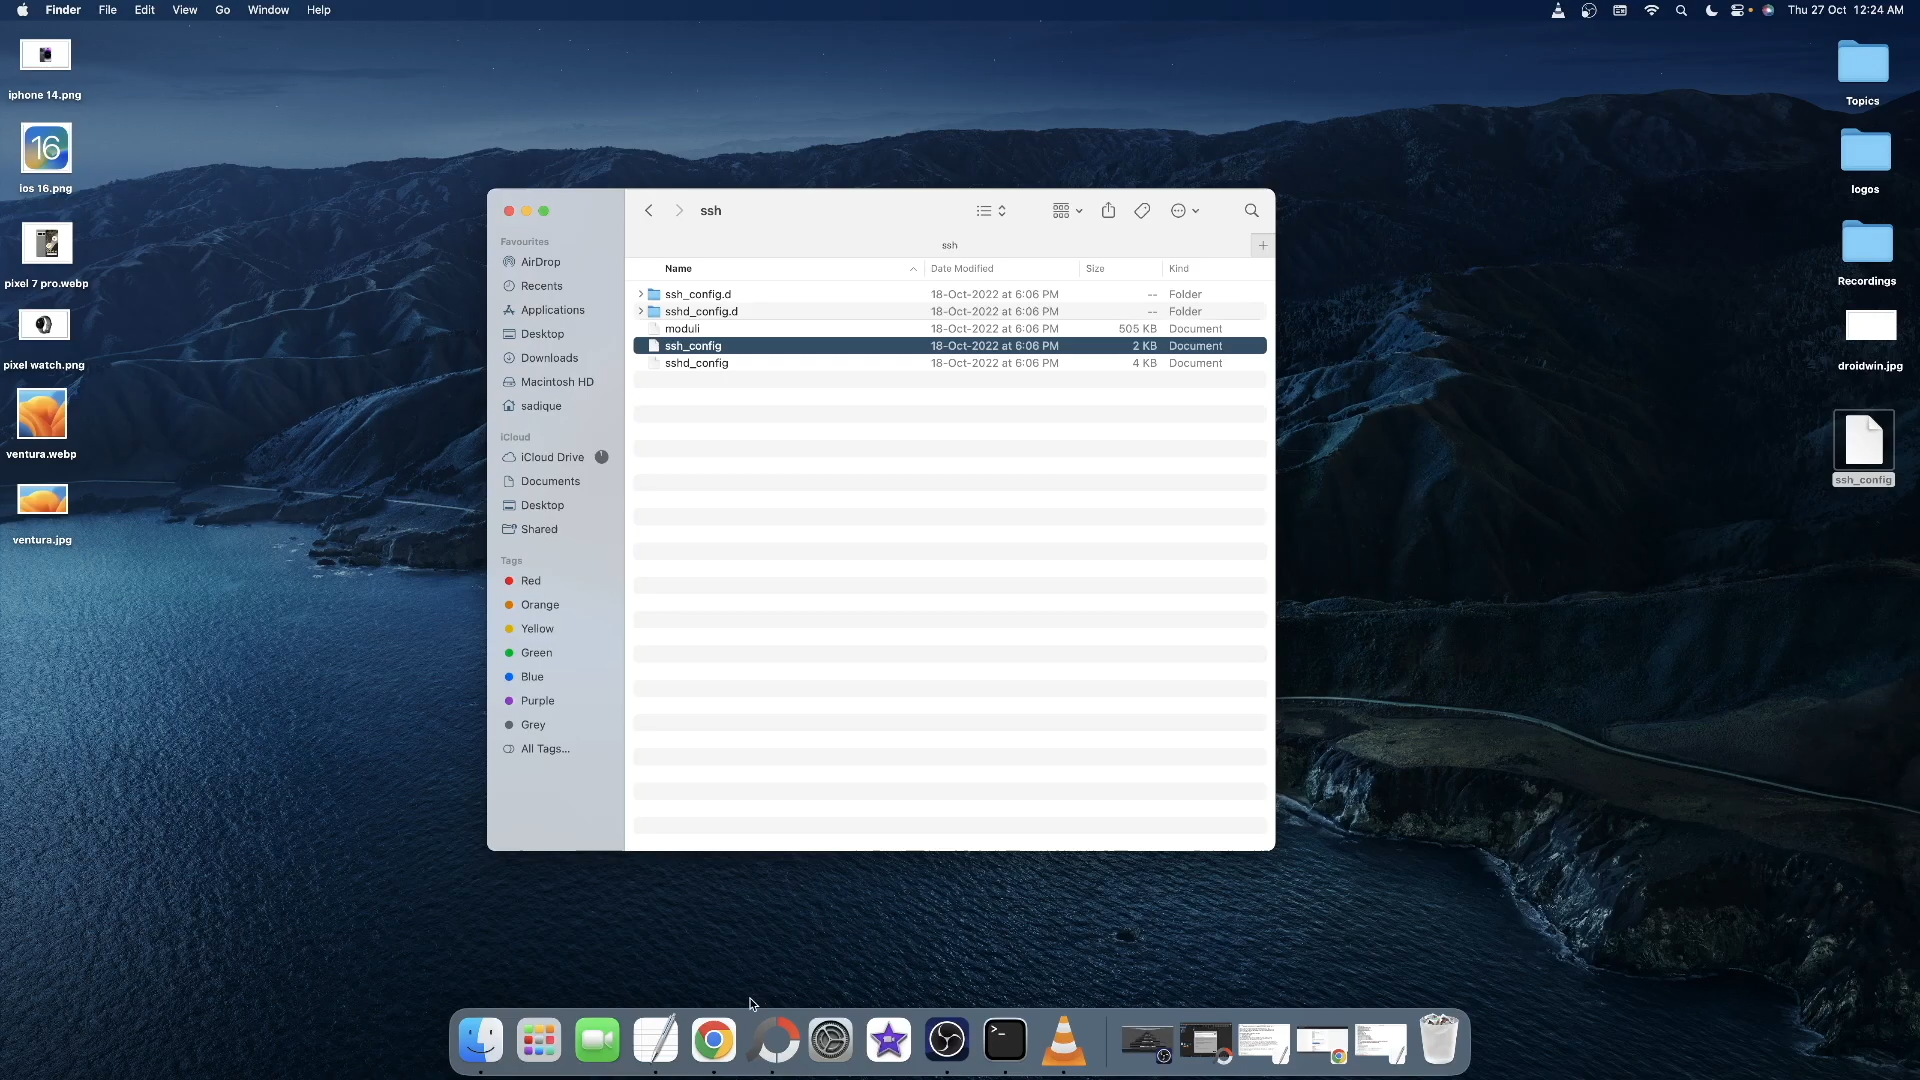 Finder File Edit View Go Window Help
Thu 27 Oct 12:24 AM
iphone 14.png
16
ios 16.png
pixel 7 pro.webp
pixel watch.png
ventura.webp
ventura.jpg
ssh
Favourites
AirDrop
Recents
Applications
Desktop
Downloads
Macintosh HD
sadique
iCloud
iCloud Drive
Documents
Desktop
Shared
Tags
Red
Orange
Yellow
Green
Blue
Purple
Grey
All Tags...
ssh
Name Date Modified Size Kind
ssh_config.d 18-Oct-2022 at 6:06 PM -- Folder
sshd_config.d 18-Oct-2022 at 6:06 PM -- Folder
moduli 18-Oct-2022 at 6:06 PM 505 KB Document
ssh_config 18-Oct-2022 at 6:06 PM 2 KB Document
sshd_config 18-Oct-2022 at 6:06 PM 4 KB Document
Topics
logos
Recordings
droidwin.jpg
ssh_config